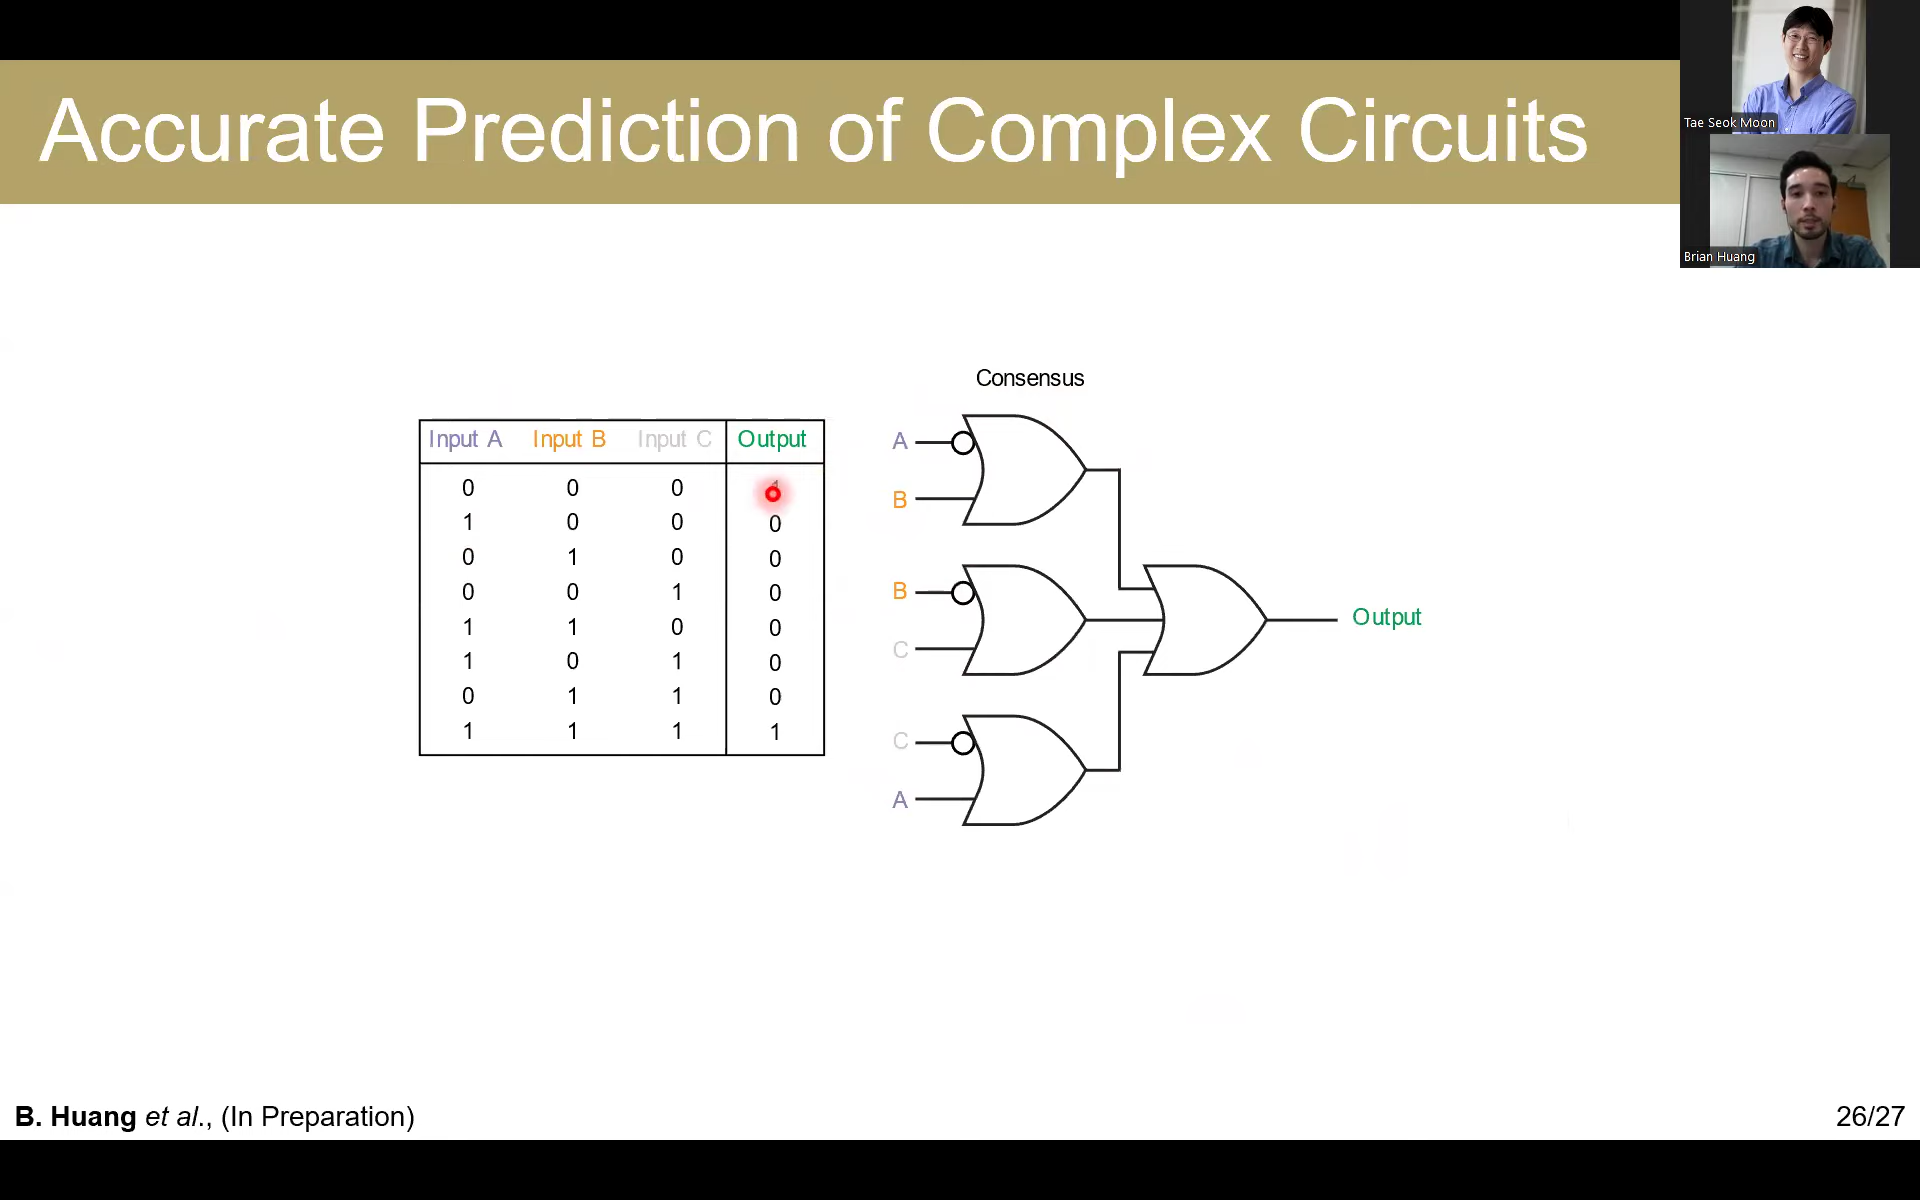 Accurate Prediction of Complex Circuits
Tae Seok Moon
Brian Huang
Input A Input B Input C Output
0 0 0
1 0 0 0
0 1 0 0
0 0 1 0
1 1 0 0
1 0 1 0
0 1 1 0
1 1 1 1
Consensus
A
B
B
C
C
A
Output
B. Huang et al., (In Preparation)
26/27